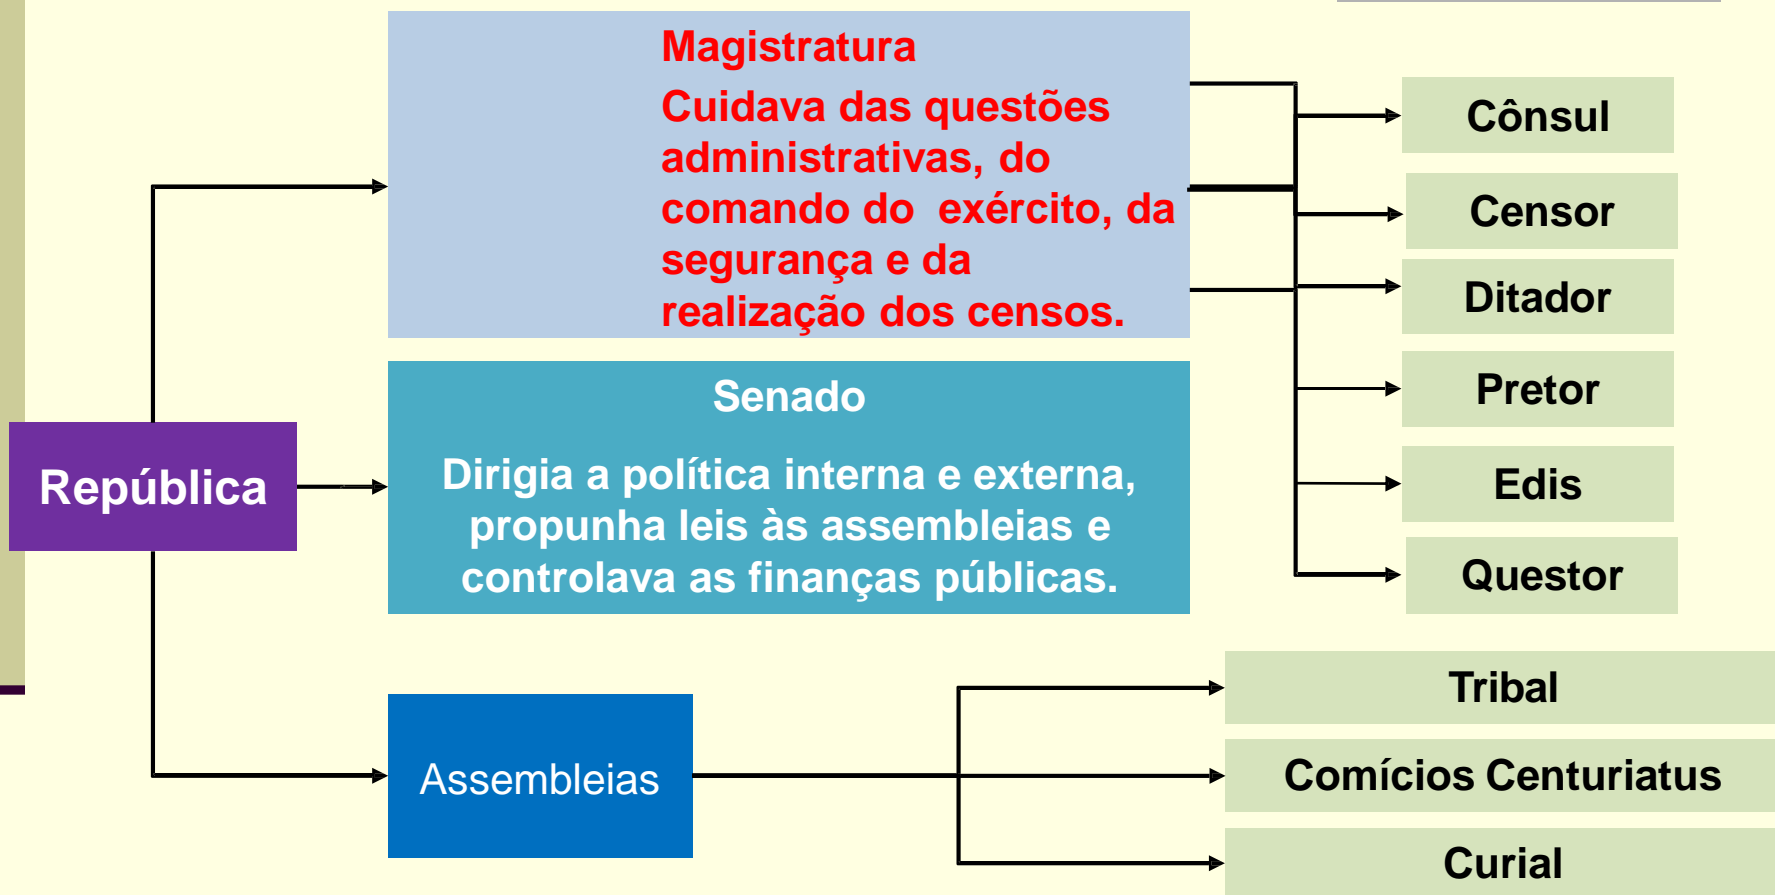 Magistratura
Cuidava das questões
administrativas, do
comando do exército, da
segurança e da
realização dos censos.
Cônsul
Censor
Ditador
Pretor
Edis
Questor
Senado
Dirigia a política interna e externa,
propunha leis às assembleias e
controlava as finanças públicas.
República
Assembleias
Tribal
Comícios Centuriatus
Curial